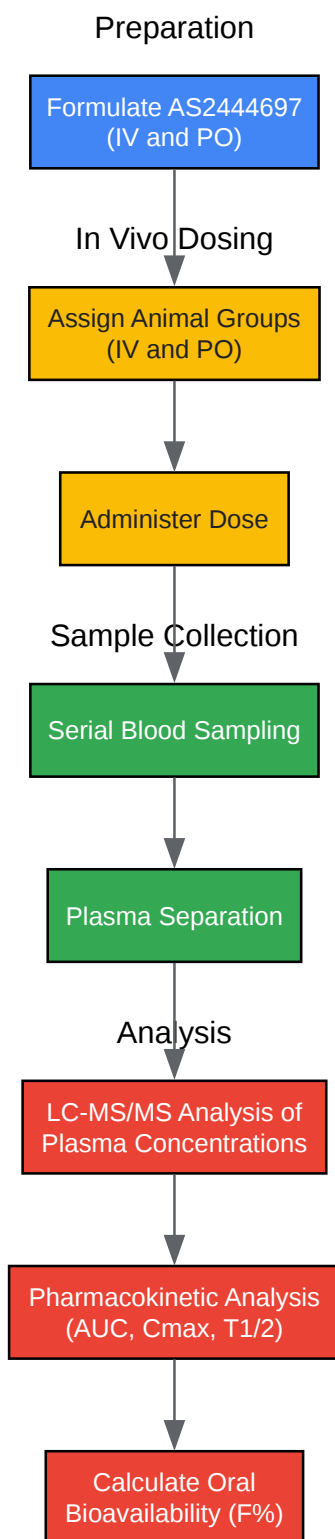 Preparation
Formulate AS2444697
(IV and PO)
In Vivo Dosing
Assign Animal Groups
(IV and PO)
Administer Dose
Sample Collection
Serial Blood Sampling
Plasma Separation
Analysis
LC-MS/MS Analysis of
Plasma Concentrations
Pharmacokinetic Analysis
(AUC, Cmax, T1/2)
Calculate Oral
Bioavailability (F%)